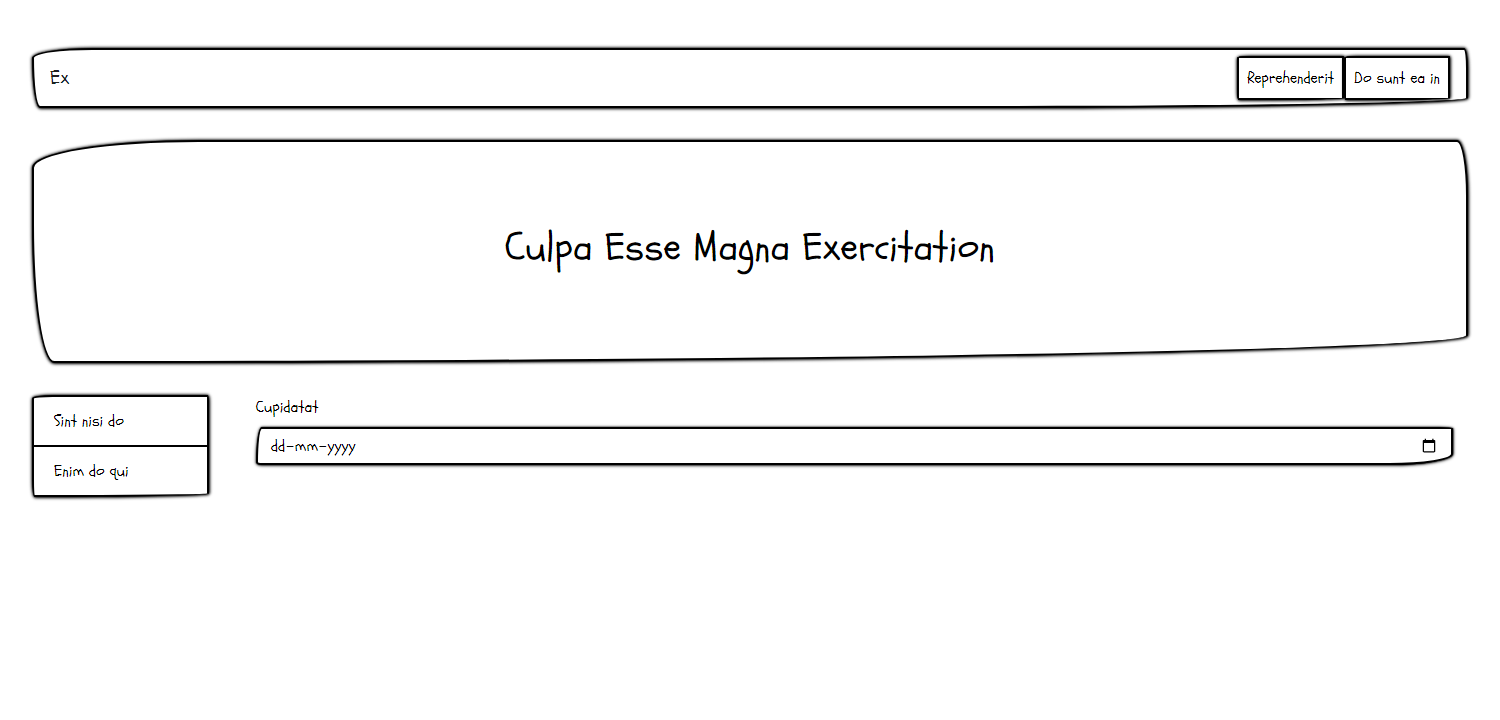 Ex
Reprehenderit
Do sunt ea in
Culpa Esse Magna Exercitation
Sint nisi do
Enim do qui
Cupidatat
dd-mm-yyyy